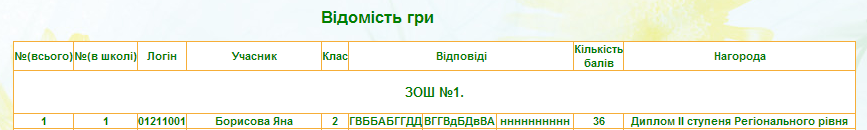 Відомість гри
№(всього) №(в школі) Логін Учасник Клас Відповіді Кількість балів Нагорода
ЗОШ №1.
1 1 01211001 Борисова Яна 2 ГВББАБГГДД ВГГВдБДвВА нннннннннн 36 Диплом ІІ ступеня Регіонального рівня